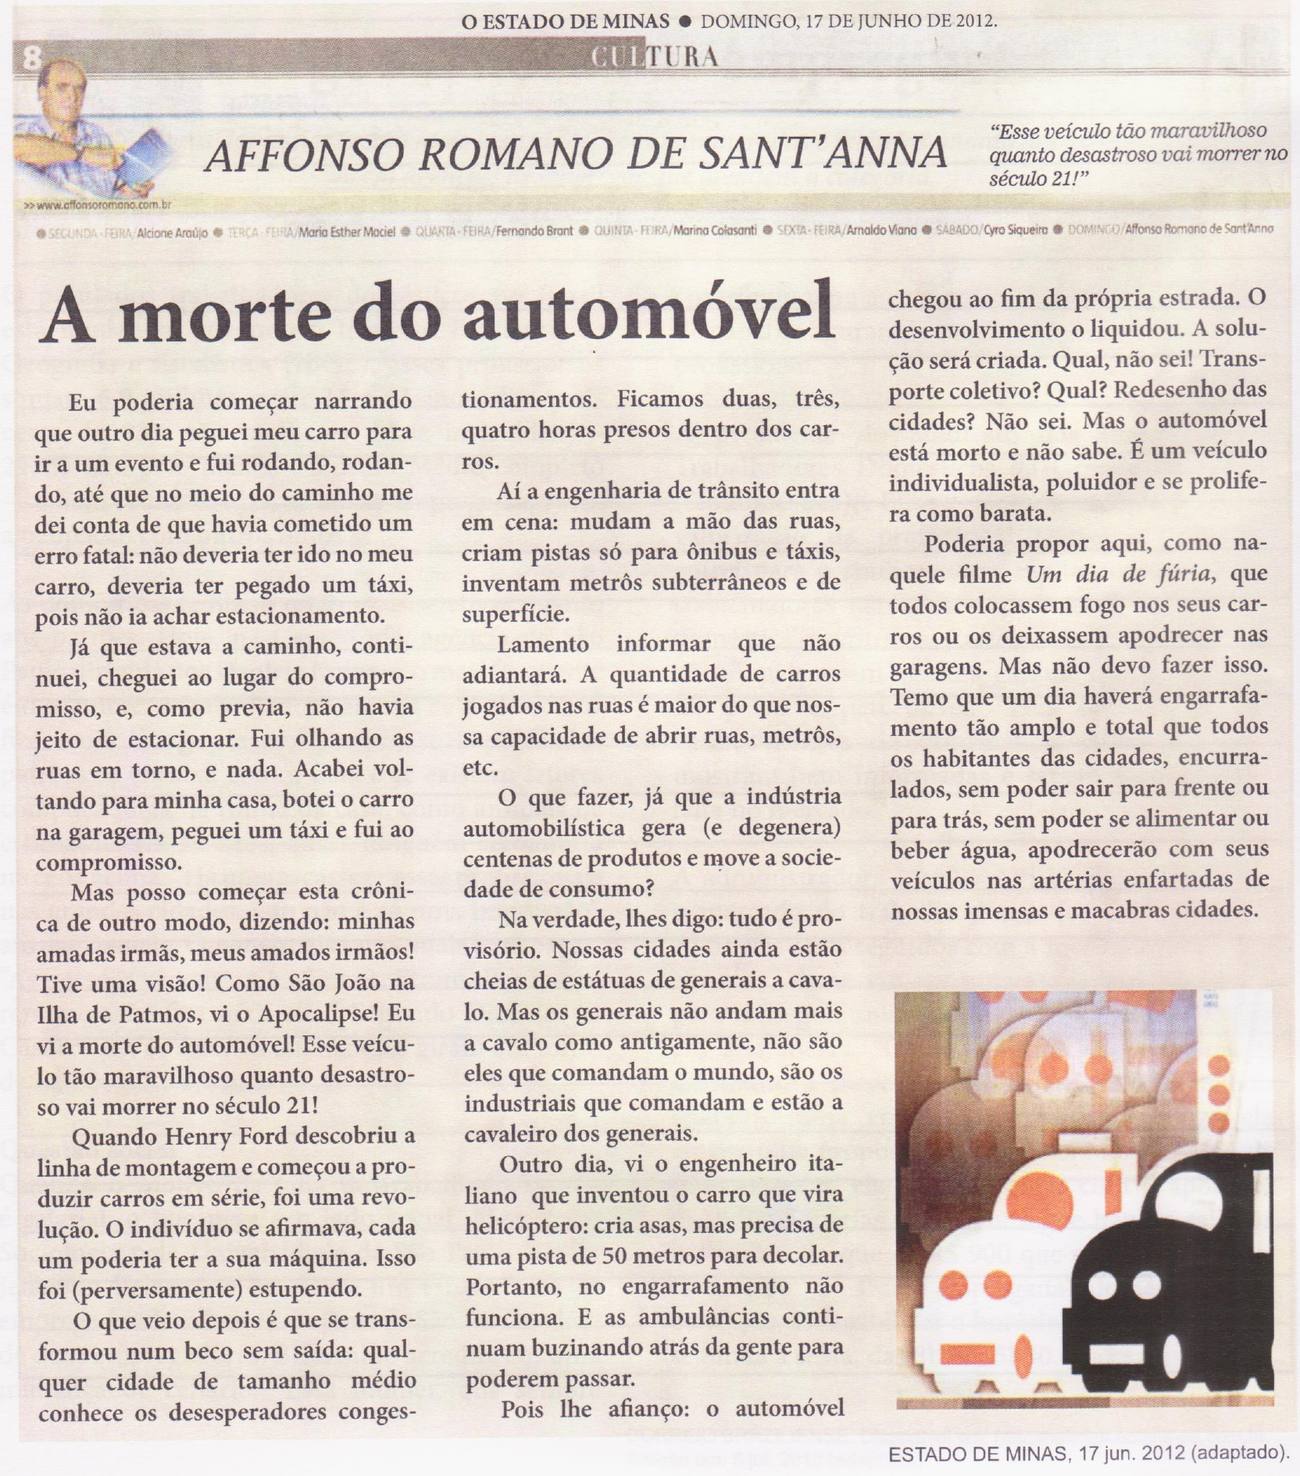 O ESTADO DE MINAS ● DOMINGO, 17 DE JUNHO DE 2012.
8
CULTURA
AFFONSO ROMANO DE SANT'ANNA
“Esse veículo tão maravilhoso
quanto desastroso vai morrer no
século 21!”
>> www.affonsoromano.com.br
● SEGUNDA-FEIRA/Alcione Araújo ● TERÇA-FEIRA/Maria Esther Maciel ● QUARTA-FEIRA/Fernando Brant ● QUINTA-FEIRA/Marina Colasanti ● SEXTA-FEIRA/Arnaldo Viana ● SÁBADO/Cyro Siqueira ● DOMINGO/Affonso Romano de Sant'Anna
A morte do automóvel
Eu poderia começar narrando
que outro dia peguei meu carro para
ir a um evento e fui rodando, rodan-
do, até que no meio do caminho me
dei conta de que havia cometido um
erro fatal: não deveria ter ido no meu
carro, deveria ter pegado um táxi,
pois não ia achar estacionamento.
Já que estava a caminho, conti-
nuei, cheguei ao lugar do compro-
misso, e, como previa, não havia
jeito de estacionar. Fui olhando as
ruas em torno, e nada. Acabei vol-
tando para minha casa, botei o carro
na garagem, peguei um táxi e fui ao
compromisso.
Mas posso começar esta crôni-
ca de outro modo, dizendo: minhas
amadas irmãs, meus amados irmãos!
Tive uma visão! Como São João na
Ilha de Patmos, vi o Apocalipse! Eu
vi a morte do automóvel! Esse veícu-
lo tão maravilhoso quanto desastro-
so vai morrer no século 21!
Quando Henry Ford descobriu a
linha de montagem e começou a pro-
duzir carros em série, foi uma revo-
lução. O indivíduo se afirmava, cada
um poderia ter a sua máquina. Isso
foi (perversamente) estupendo.
O que veio depois é que se trans-
formou num beco sem saída: qual-
quer cidade de tamanho médio
conhece os desesperadores conges-
tionamentos. Ficamos duas, três,
quatro horas presos dentro dos car-
ros.
Aí a engenharia de trânsito entra
em cena: mudam a mão das ruas,
criam pistas só para ônibus e táxis,
inventam metrôs subterrâneos e de
superfície.
Lamento informar que não
adiantará. A quantidade de carros
jogados nas ruas é maior do que nos-
sa capacidade de abrir ruas, metrôs,
etc.
O que fazer, já que a indústria
automobilística gera (e degenera)
centenas de produtos e move a socie-
dade de consumo?
Na verdade, lhes digo: tudo é pro-
visório. Nossas cidades ainda estão
cheias de estátuas de generais a cava-
lo. Mas os generais não andam mais
a cavalo como antigamente, não são
eles que comandam o mundo, são os
industriais que comandam e estão a
cavaleiro dos generais.
Outro dia, vi o engenheiro ita-
liano que inventou o carro que vira
helicóptero: cria asas, mas precisa de
uma pista de 50 metros para decolar.
Portanto, no engarrafamento não
funciona. E as ambulâncias conti-
nuam buzinando atrás da gente para
poderem passar.
Pois lhe afianço: o automóvel
chegou ao fim da própria estrada. O
desenvolvimento o liquidou. A solu-
ção será criada. Qual, não sei! Trans-
porte coletivo? Qual? Redesenho das
cidades? Não sei. Mas o automóvel
está morto e não sabe. É um veículo
individualista, poluidor e se prolife-
ra como barata.
Poderia propor aqui, como na-
quele filme Um dia de fúria, que
todos colocassem fogo nos seus car-
ros ou os deixassem apodrecer nas
garagens. Mas não devo fazer isso.
Temo que um dia haverá engarrafa-
mento tão amplo e total que todos
os habitantes das cidades, encurra-
lados, sem poder sair para frente ou
para trás, sem poder se alimentar ou
beber água, apodrecerão com seus
veículos nas artérias enfartadas de
nossas imensas e macabras cidades.
ESTADO DE MINAS, 17 jun. 2012 (adaptado).